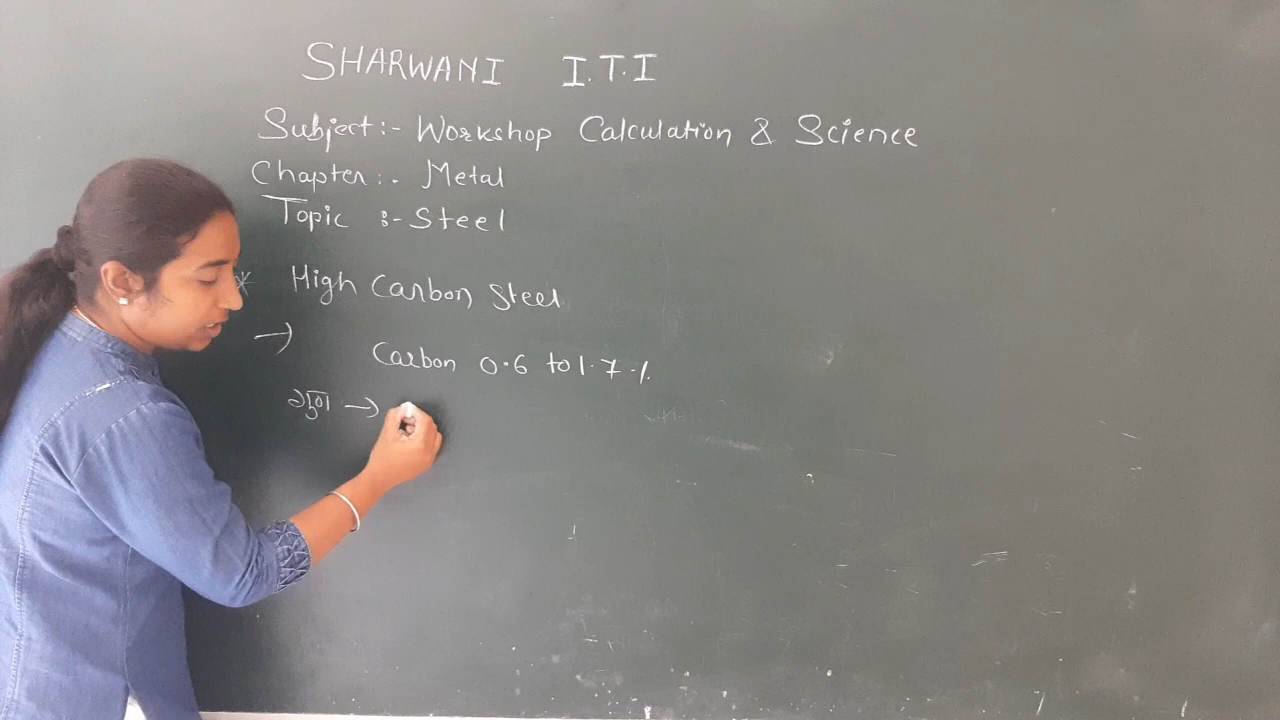 SHARWANI I.T.I
Subject:- Workshop Calculation & Science
Chapter:- Metal
Topic :- Steel
* High Carbon Steel
→ Carbon 0.6 to 1.7.%
गुण →